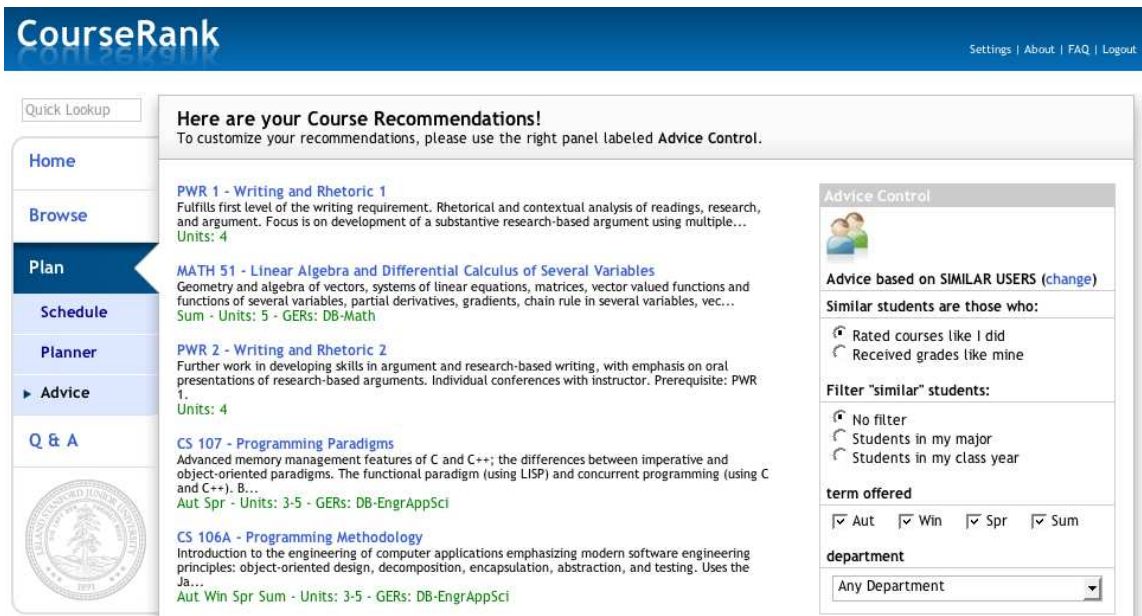 CourseRank
Settings | About | FAQ | Logout
Quick Lookup
Home
Browse
Plan
Schedule
Planner
Advice
Q & A
Here are your Course Recommendations!
To customize your recommendations, please use the right panel labeled Advice Control.
PWR 1 - Writing and Rhetoric 1
Fulfills first level of the writing requirement. Rhetorical and contextual analysis of readings, research,
and argument. Focus is on development of a substantive research-based argument using multiple...
Units: 4
MATH 51 - Linear Algebra and Differential Calculus of Several Variables
Geometry and algebra of vectors, systems of linear equations, matrices, vector valued functions and
functions of several variables, partial derivatives, gradients, chain rule in several variables, vec...
Sum - Units: 5 - GERs: DB-Math
PWR 2 - Writing and Rhetoric 2
Further work in developing skills in argument and research-based writing, with emphasis on oral
presentations of research-based arguments. Individual conferences with instructor. Prerequisite: PWR
1.
Units: 4
CS 107 - Programming Paradigms
Advanced memory management features of C and C++; the differences between imperative and
object-oriented paradigms. The functional paradigm (using LISP) and concurrent programming (using C
and C++). B...
Aut Spr - Units: 3-5 - GERs: DB-EngrAppSci
CS 106A - Programming Methodology
Introduction to the engineering of computer applications emphasizing modern software engineering
principles: object-oriented design, decomposition, encapsulation, abstraction, and testing. Uses the
Ja...
Aut Win Spr Sum - Units: 3-5 - GERs: DB-EngrAppSci
Advice Control
Advice based on SIMILAR USERS (change)
Similar students are those who:
Rated courses like I did
Received grades like mine
Filter "similar" students:
No filter
Students in my major
Students in my class year
term offered
Aut Win Spr Sum
department
Any Department